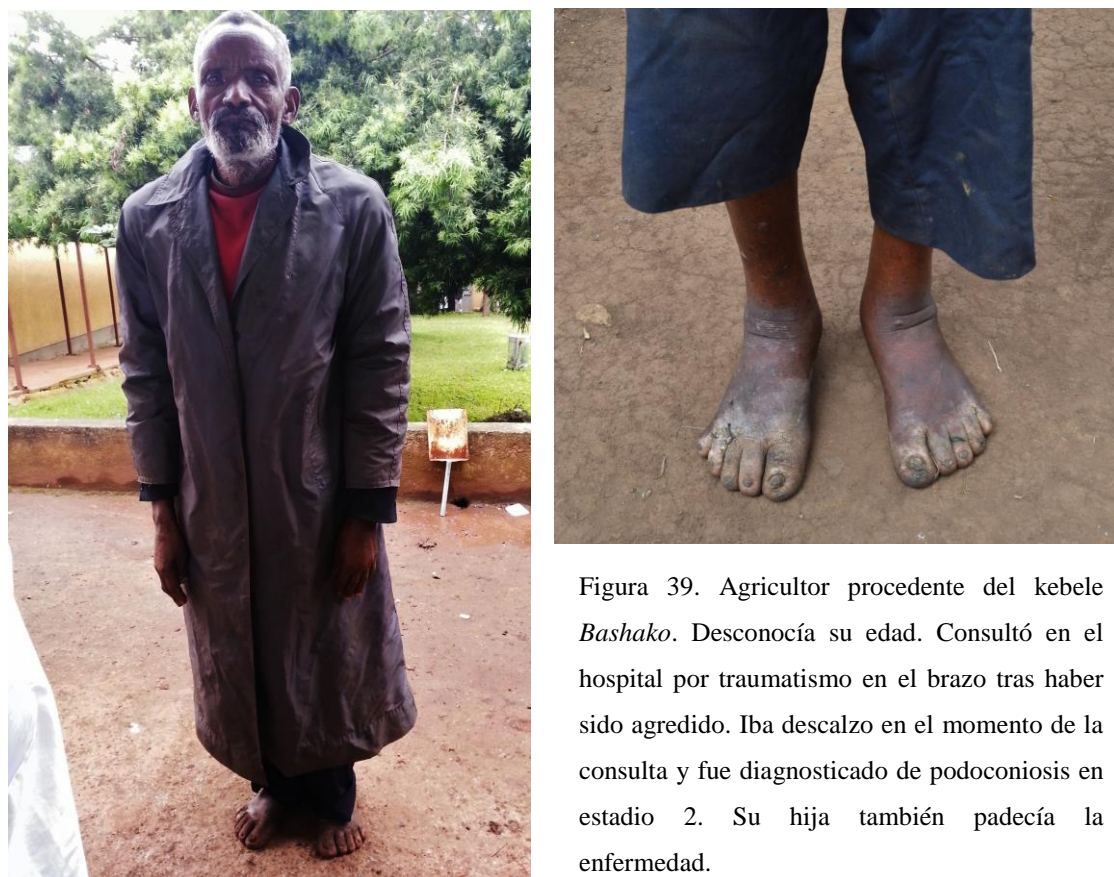 Figura 39. Agricultor procedente del kebele
Bashako. Desconocía su edad. Consultó en el
hospital por traumatismo en el brazo tras haber
sido agredido. Iba descalzo en el momento de la
consulta y fue diagnosticado de podoconiosis en
estadio 2. Su hija también padecía la
enfermedad.